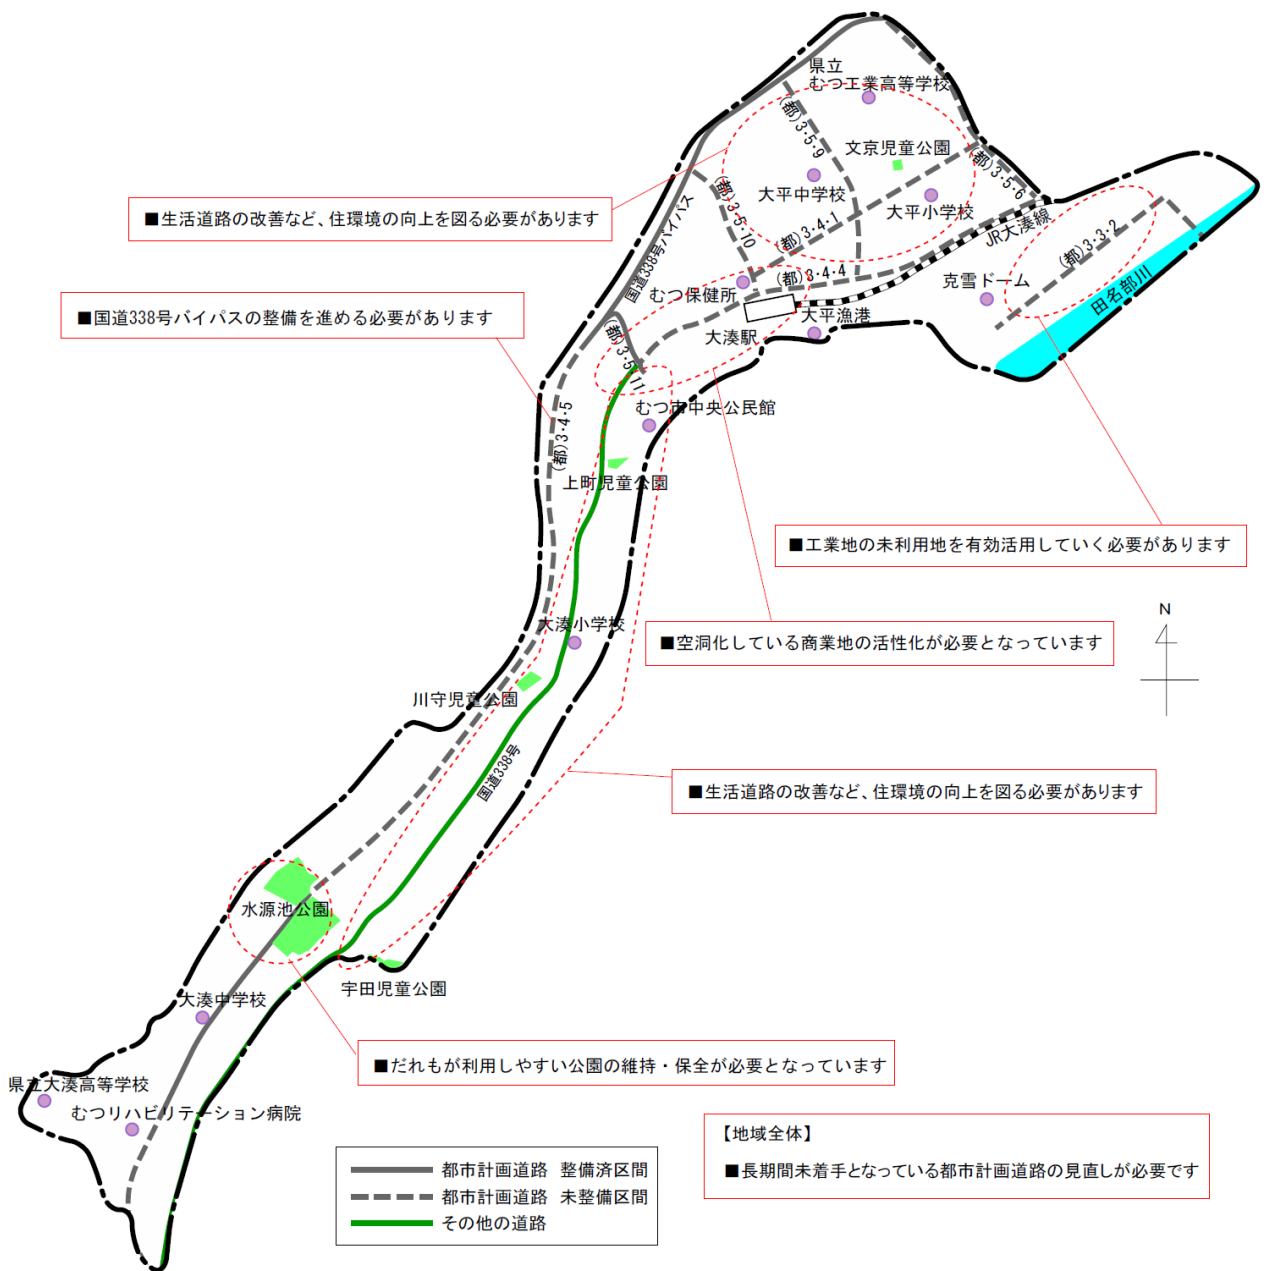 県立
むつ工業高等学校
(都)3・5・9
文京児童公園
(都)3・5・6
大平中学校
大平小学校
(都)3・5・10
■生活道路の改善など、住環境の向上を図る必要があります
国道338号バイパス
(都)3・4・1
JR大湊線
(都)3・3・2
(都)3・4・4
克雪ドーム
むつ保健所
田名部川
■国道338号バイパスの整備を進める必要があります
大平漁港
大湊駅
(都)3・5・11
むつ市中央公民館
(都)3・4・5
上町児童公園
■工業地の未利用地を有効活用していく必要があります
N
大湊小学校
■空洞化している商業地の活性化が必要となっています
川守児童公園
国道338号
■生活道路の改善など、住環境の向上を図る必要があります
水源池公園
宇田児童公園
大湊中学校
■だれもが利用しやすい公園の維持・保全が必要となっています
県立大湊高等学校
むつリハビリテーション病院
【地域全体】
■長期間未着手となっている都市計画道路の見直しが必要です
都市計画道路 整備済区間
都市計画道路 未整備区間
その他の道路